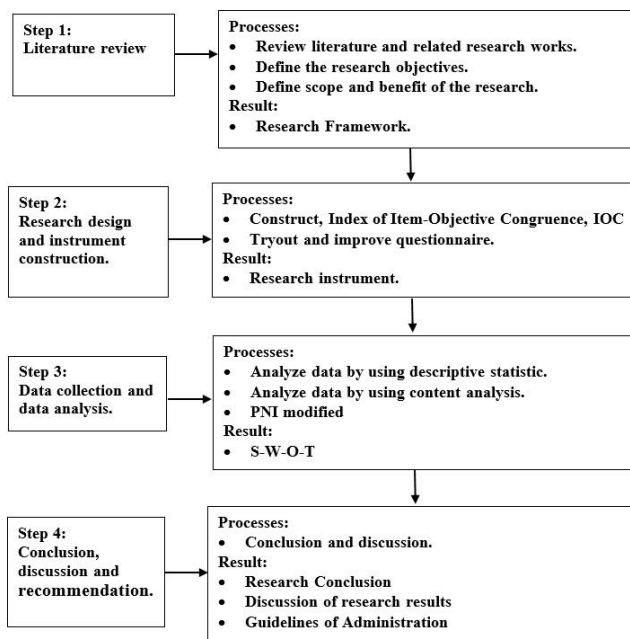 Step 1:
Literature review
Processes:
• Review literature and related research works.
• Define the research objectives.
• Define scope and benefit of the research.
Result:
• Research Framework.
Step 2:
Research design
and instrument
construction.
Processes:
• Construct, Index of Item-Objective Congruence, IOC
• Tryout and improve questionnaire.
Result:
• Research instrument.
Step 3:
Data collection and
data analysis.
Processes:
• Analyze data by using descriptive statistic.
• Analyze data by using content analysis.
• PNI modified
Result:
• S-W-O-T
Step 4:
Conclusion,
discussion and
recommendation.
Processes:
• Conclusion and discussion.
Result:
• Research Conclusion
• Discussion of research results
• Guidelines of Administration